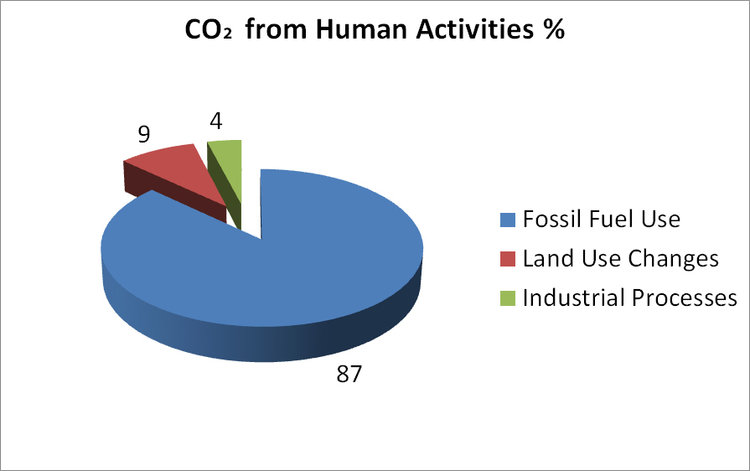 CO₂ from Human Activities %
9
4
87
Fossil Fuel Use
Land Use Changes
Industrial Processes